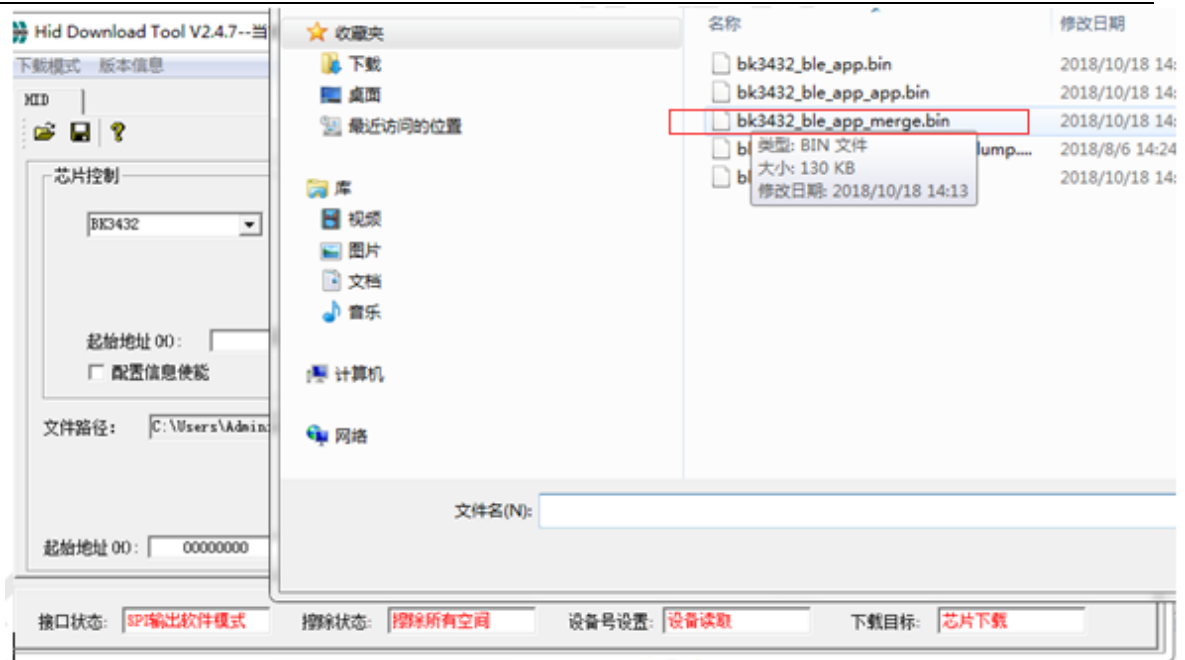 Hid Download Tool V2.4.7--当
下载模式 版本信息
HID
芯片控制
BK3432
起始地址(X):
配置信息使能
文件路径: C:\Users\Admin
起始地址(X): 00000000
收藏夹
下载
桌面
最近访问的位置
库
视频
图片
文档
音乐
计算机
网络
名称 修改日期
bk3432_ble_app.bin 2018/10/18 14:
bk3432_ble_app_app.bin 2018/10/18 14:
bk3432_ble_app_merge.bin 2018/10/18 14:
bl lump.... 2018/8/6 14:24
bl 2018/10/18 14:
类型: BIN 文件
大小: 130 KB
修改日期: 2018/10/18 14:13
文件名(N):
接口状态: SPI输出软件模式 擦除状态: 擦除所有空间 设备号设置: 设备读取 下载目标: 芯片下载